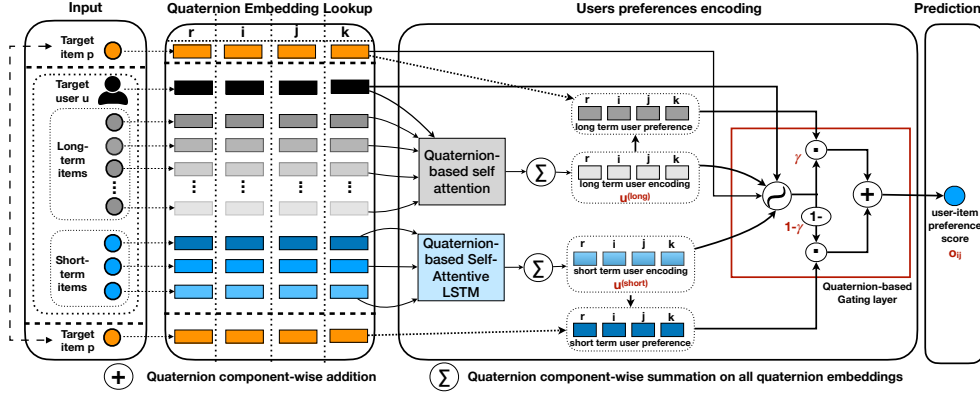 Input
Quaternion Embedding Lookup
Users preferences encoding
Prediction
Target
item p
r i j k
Target
user u
Long-
term
items
Short-
term
items
Target
item p
Quaternion-
based self
attention
Σ
Quaternion-
based Self-
Attentive
LSTM
Σ
r i j k
long term user preference
r i j k
long term user encoding
u(long)
r i j k
short term user encoding
u(short)
r i j k
short term user preference
γ
1-
1-γ
+
Quaternion-based
Gating layer
user-item
preference
score
oij
+ Quaternion component-wise addition
Σ Quaternion component-wise summation on all quaternion embeddings